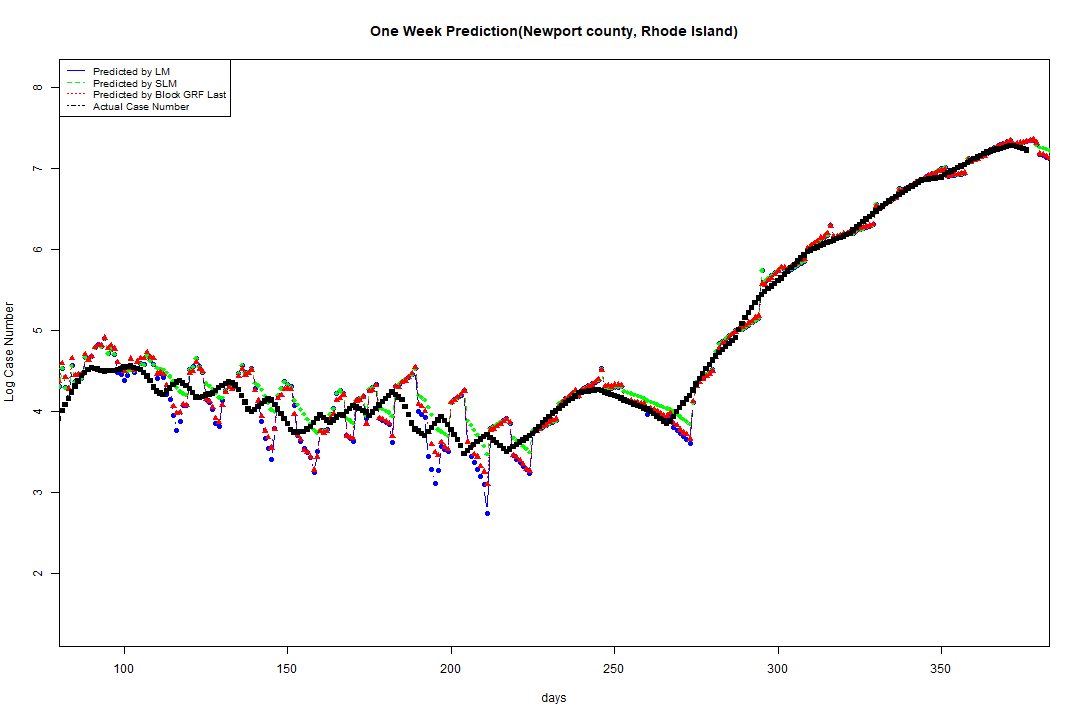 One Week Prediction(Newport county, Rhode Island)
Predicted by LM
Predicted by SLM
Predicted by Block GRF Last
Actual Case Number
8
7
6
5
4
3
2
Log Case Number
100 150 200 250 300 350
days